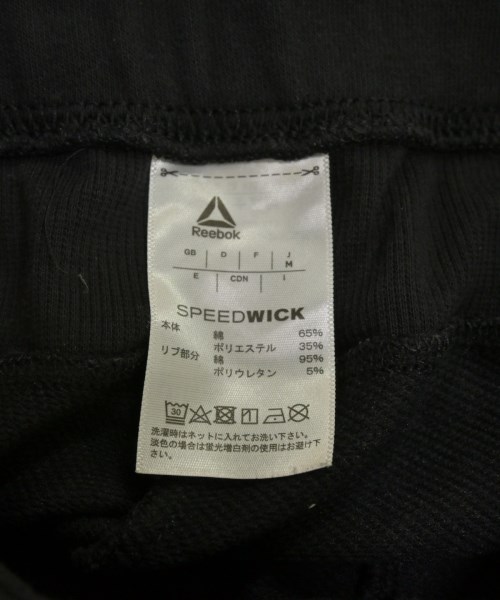 Reebok
GB D F J
M
E CDN I
SPEEDWICK
本体 綿 65%
ポリエステル 35%
リブ部分 綿 95%
ポリウレタン 5%
30
洗濯時はネットに入れてお洗い下さい。
淡色の場合は蛍光増白剤の使用はお避け下
さい。